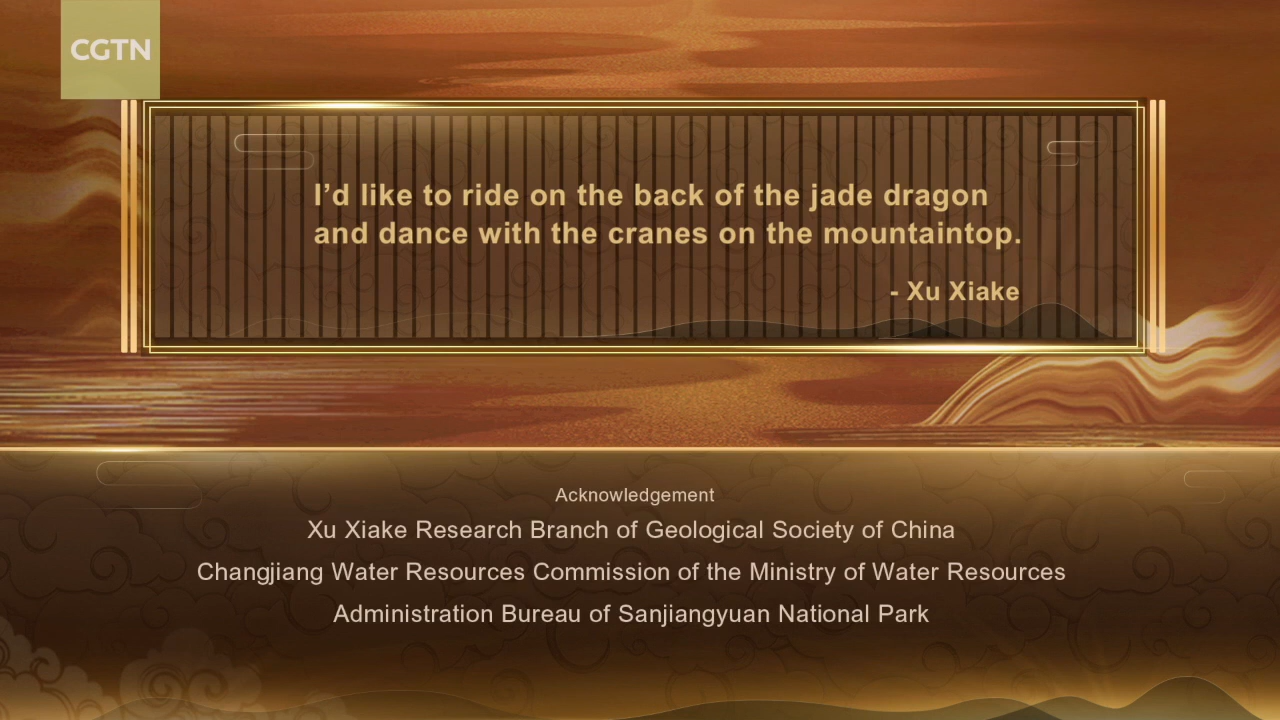 CGTN
I’d like to ride on the back of the jade dragon
and dance with the cranes on the mountaintop.
- Xu Xiake
Acknowledgement
Xu Xiake Research Branch of Geological Society of China
Changjiang Water Resources Commission of the Ministry of Water Resources
Administration Bureau of Sanjiangyuan National Park